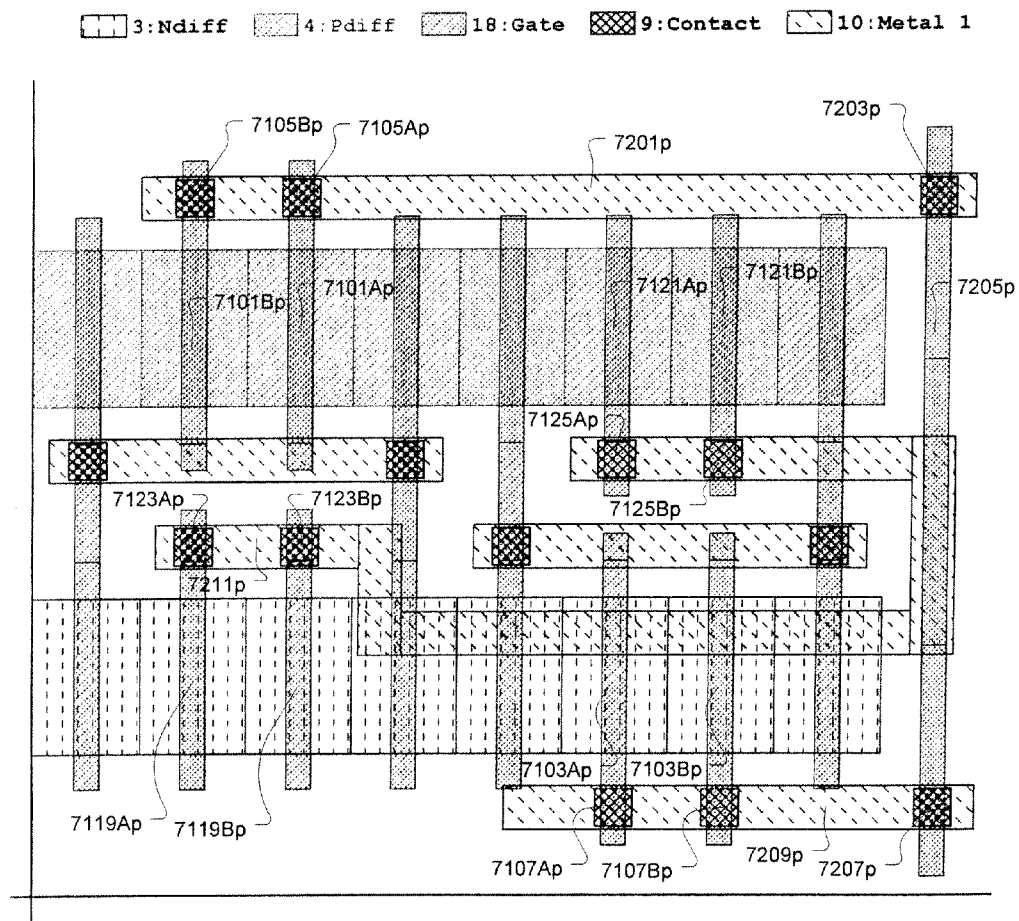 3:Ndiff 4:Pdiff 18:Gate 9:Contact 10:Metal 1
7105Bp 7105Ap 7201p 7203p
7101Bp 7101Ap 7121Ap 7121Bp 7205p
7125Ap
7123Ap 7123Bp 7125Bp
7211p
7103Ap 7103Bp
7119Ap 7119Bp 7107Ap 7107Bp 7209p 7207p